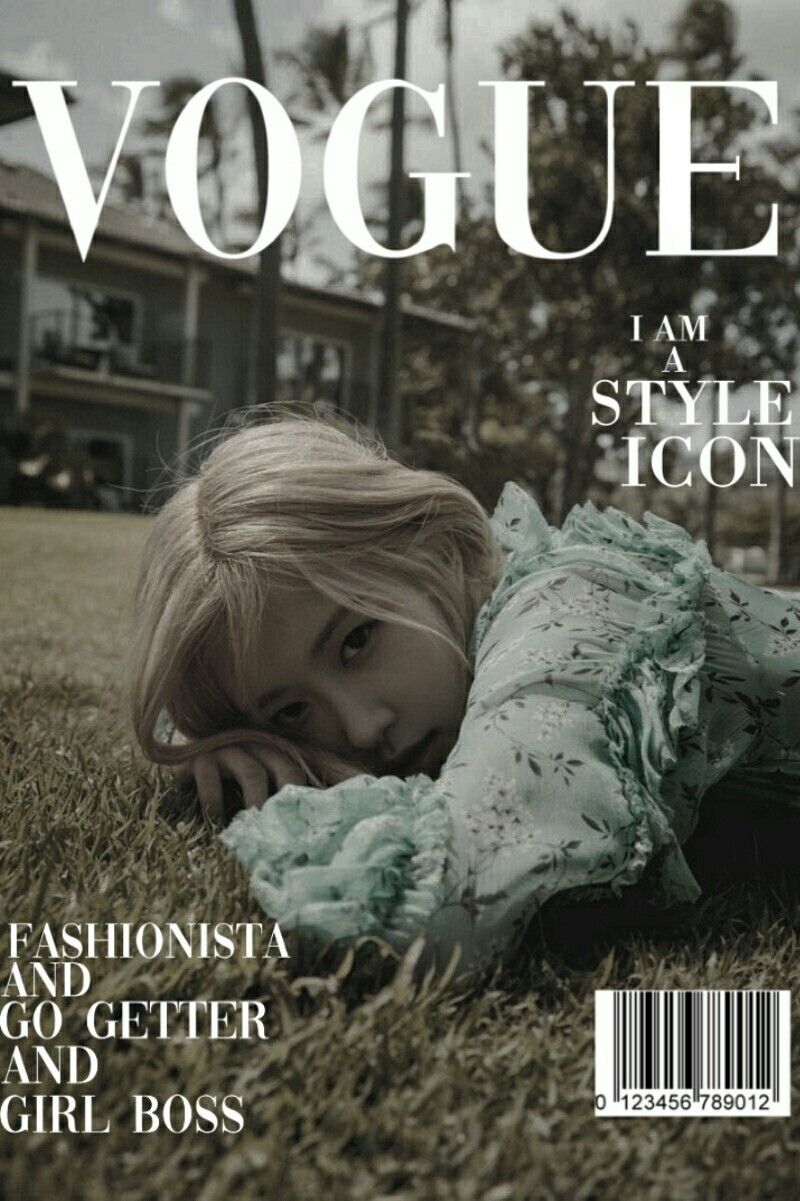 VOGUE
I AM
A
STYLE
ICON
FASHIONISTA
AND
GO GETTER
AND
GIRL BOSS
0 123456 789012